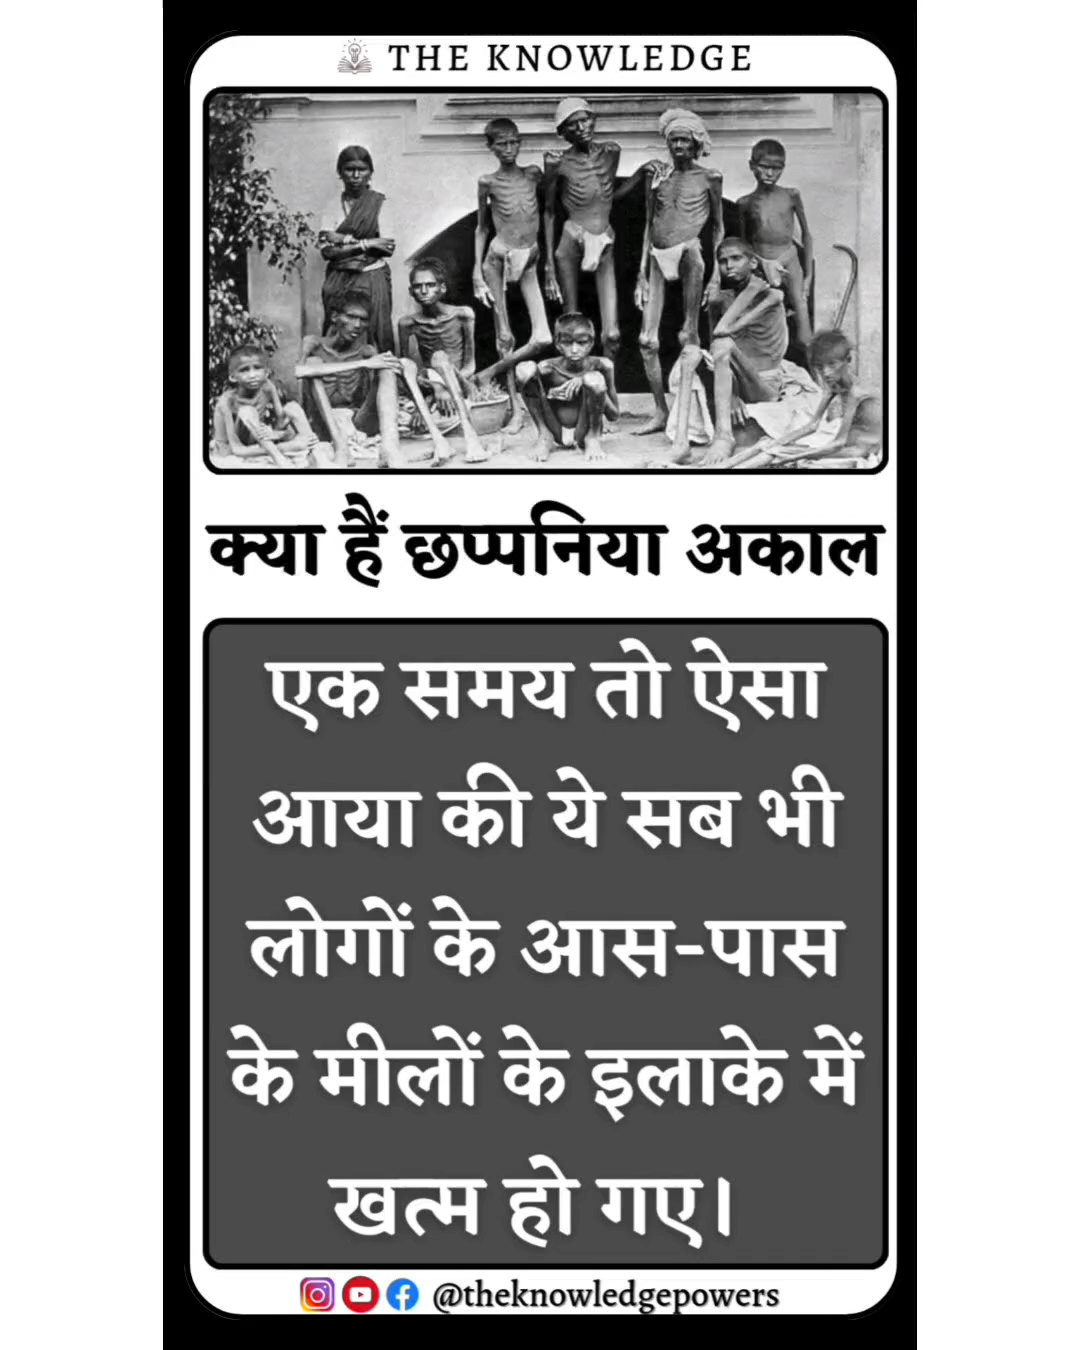 THE KNOWLEDGE
क्या हैं छप्पनिया अकाल
एक समय तो ऐसा
आया की ये सब भी
लोगों के आस-पास
के मीलों के इलाके में
खत्म हो गए।
@theknowledgepowers